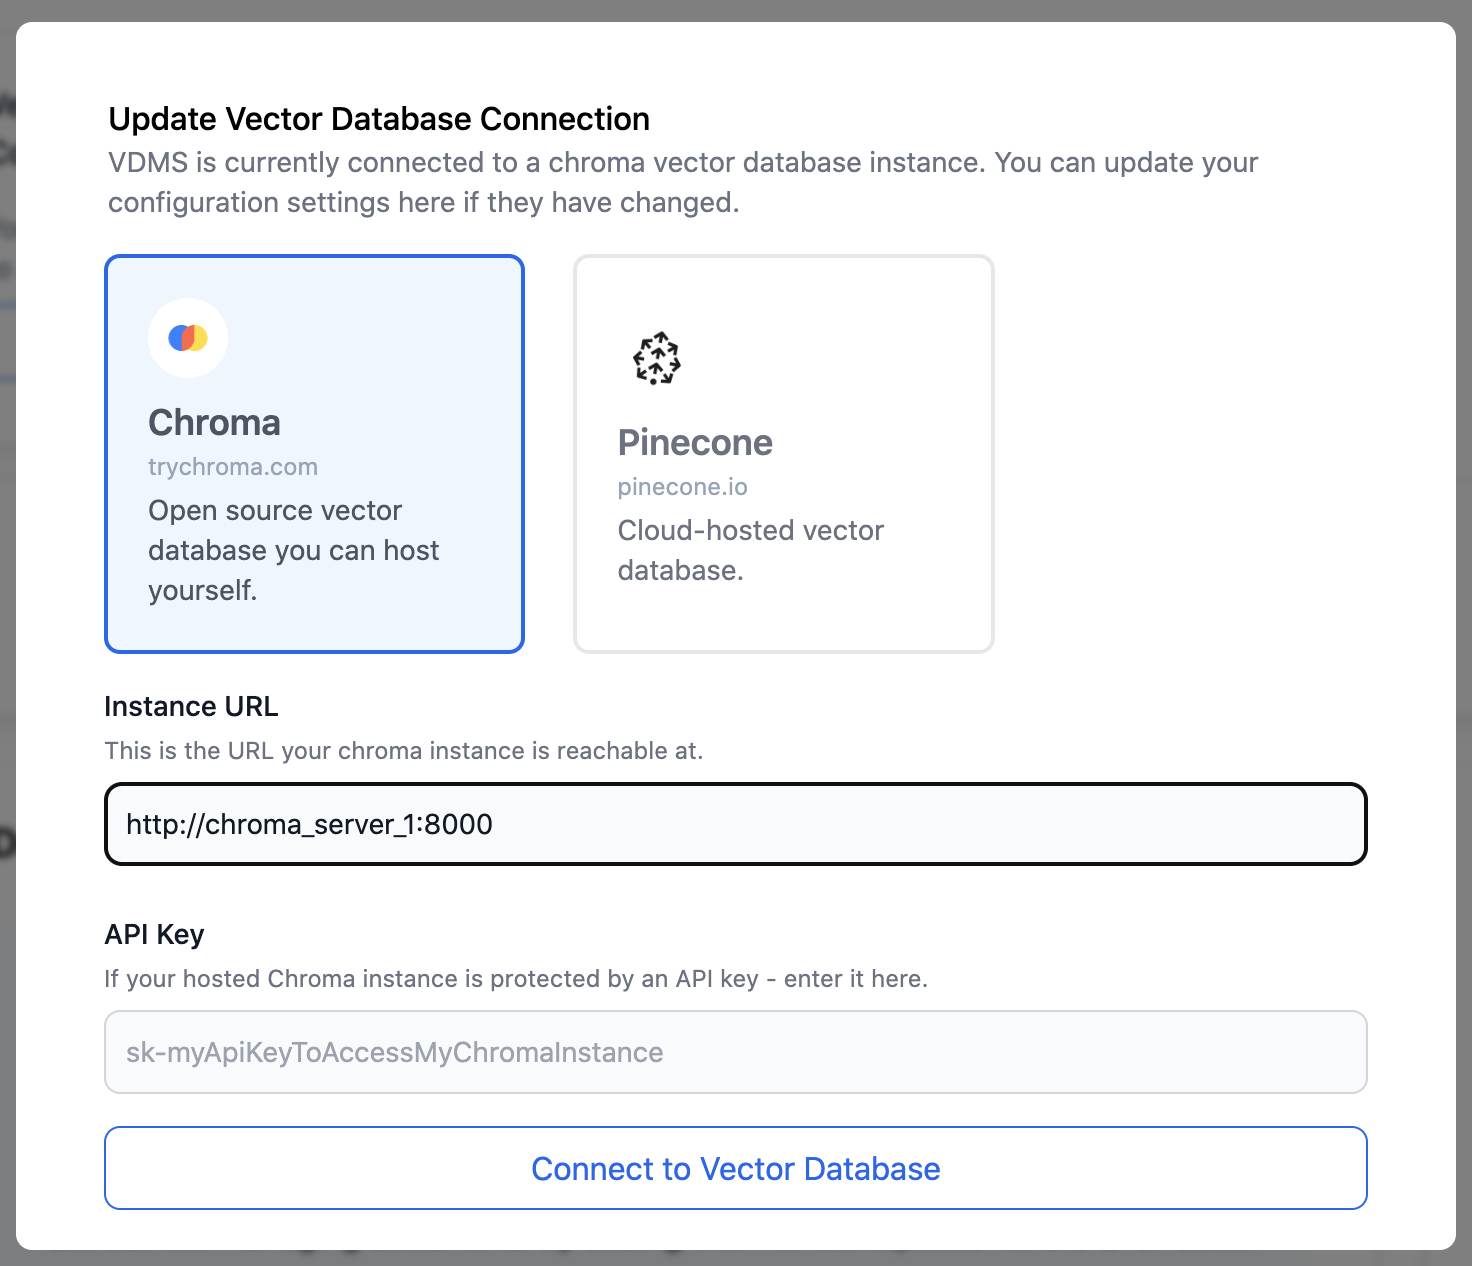 Update Vector Database Connection
VDMS is currently connected to a chroma vector database instance. You can update your
configuration settings here if they have changed.
Chroma
trychroma.com
Open source vector
database you can host
yourself.
Pinecone
pinecone.io
Cloud-hosted vector
database.
Instance URL
This is the URL your chroma instance is reachable at.
http://chroma_server_1:8000
API Key
If your hosted Chroma instance is protected by an API key - enter it here.
sk-myApiKeyToAccessMyChromaInstance
Connect to Vector Database